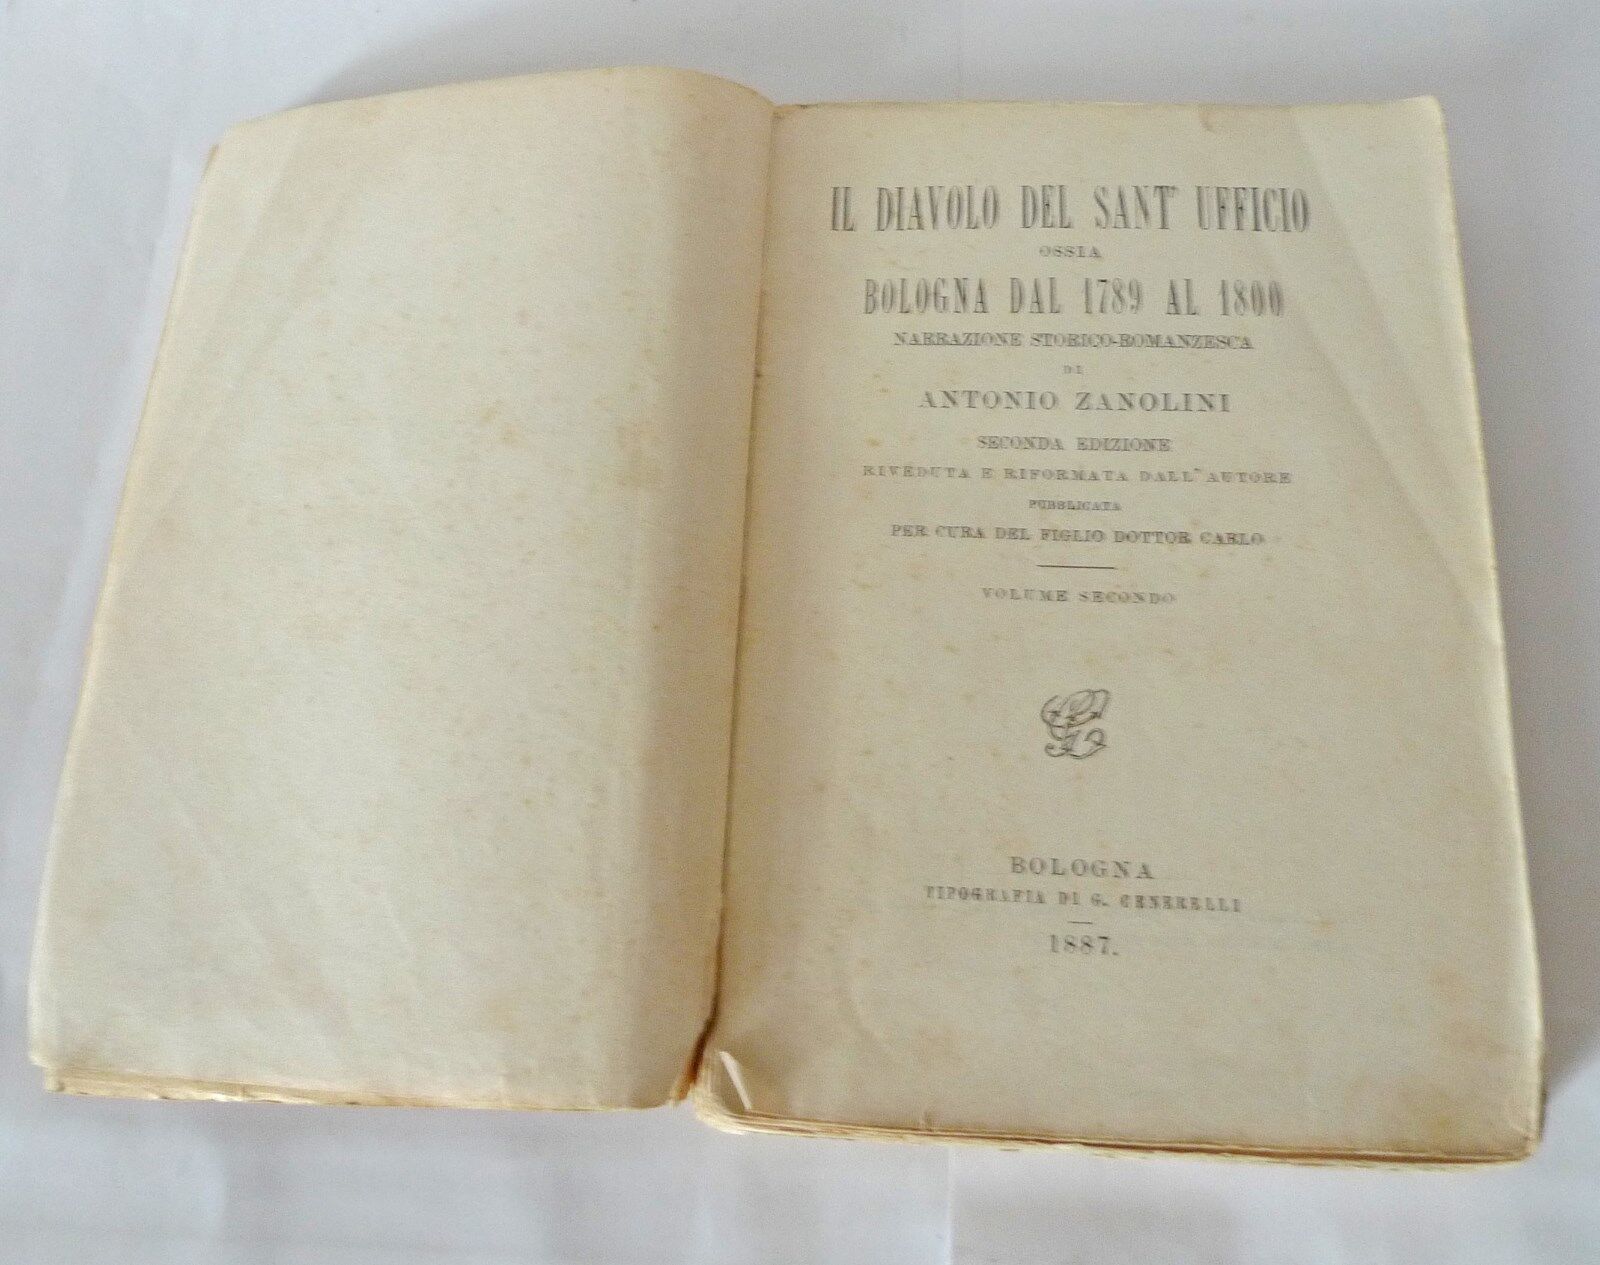 IL DIAVOLO DEL SANT' UFFICIO
OSSIA
BOLOGNA DAL 1789 AL 1800
NARRAZIONE STORICO-ROMANZESCA
DI
ANTONIO ZANOLINI
SECONDA EDIZIONE
RIVEDUTA E RIFORMATA DALL'AUTORE
PUBBLICATA
PER CURA DEL FIGLIO DOTTOR CARLO
VOLUME SECONDO
BOLOGNA
TIPOGRAFIA DI G. CENERELLI
1887.